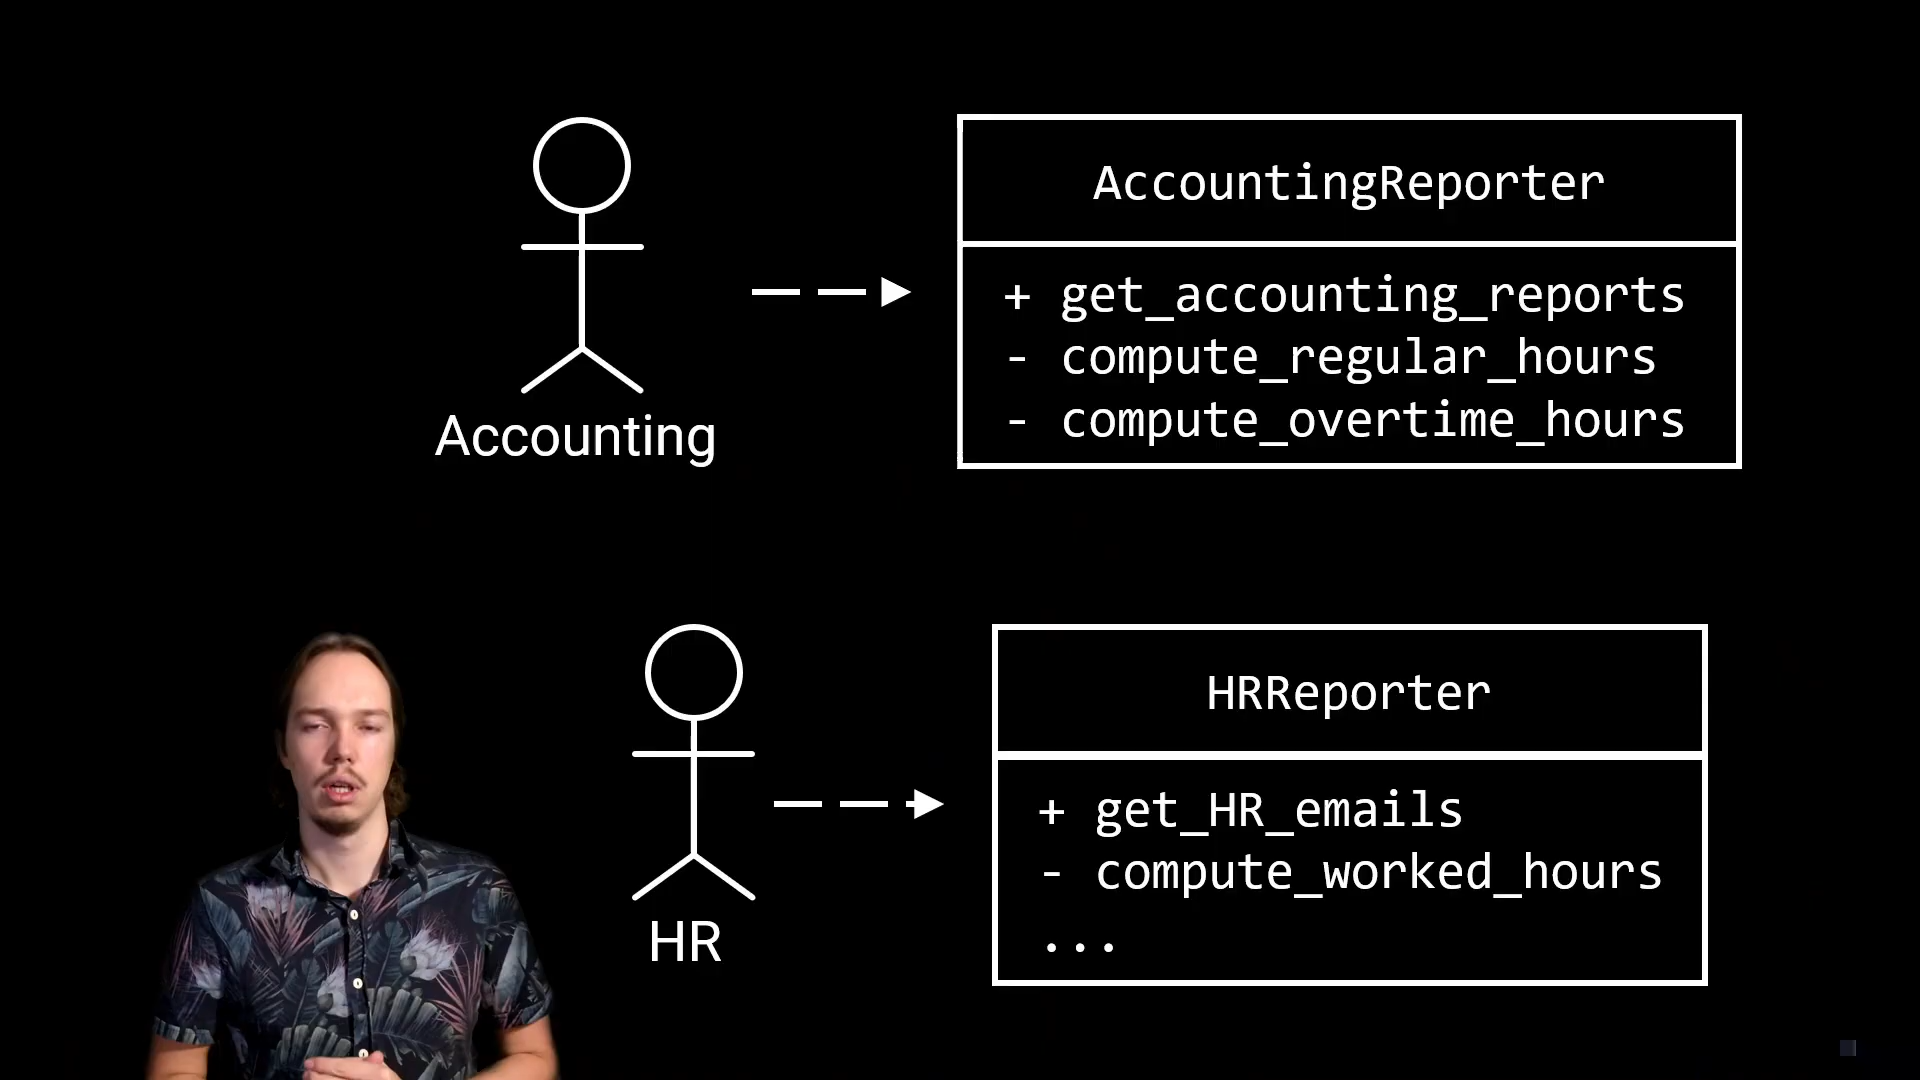 AccountingReporter
+ get_accounting_reports
- compute_regular_hours
- compute_overtime_hours
Accounting
HRReporter
+ get_HR_emails
- compute_worked_hours
...
HR